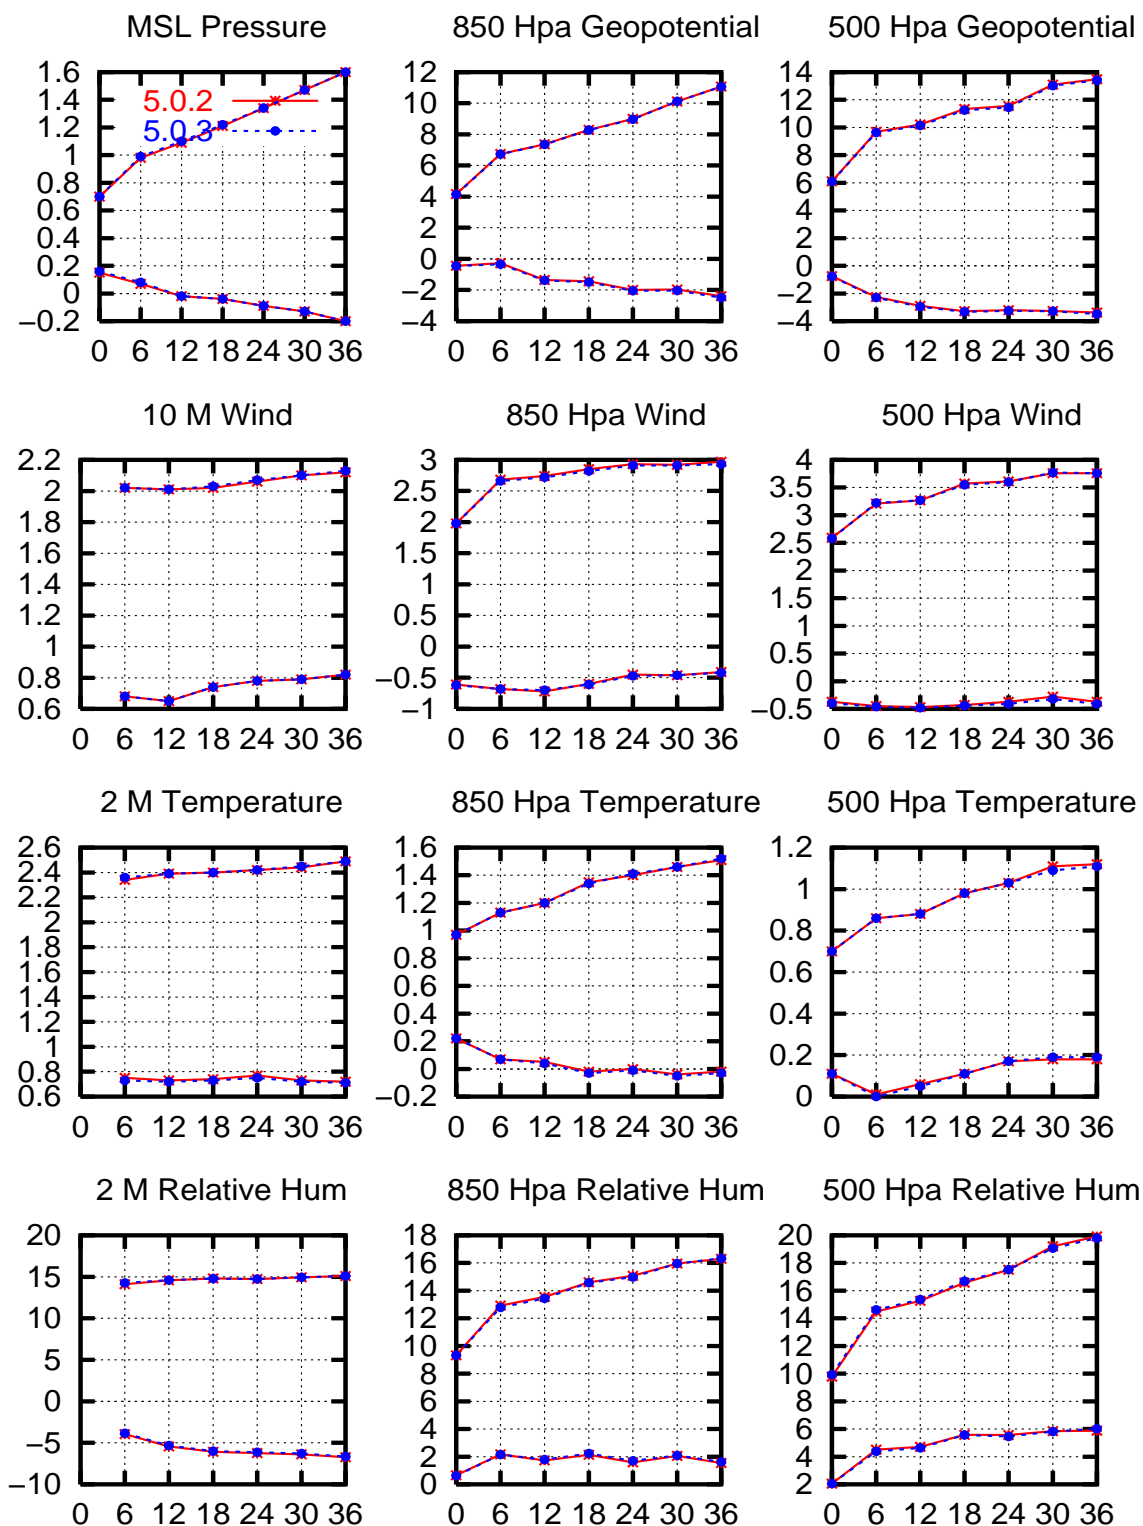 MSL Pressure 850 Hpa Geopotential 500 Hpa Geopotential
1.6 12 14
1.4 5.0.2 10 12
1.2 5.0.3 8 10
1 6 8
0.8 4 6
0.6 2 4
0.4 0 2
0.2 −2 0
0 −4 −2
−0.2 −4
0 6 12 18 24 30 36 0 6 12 18 24 30 36 0 6 12 18 24 30 36
10 M Wind 850 Hpa Wind 500 Hpa Wind
2.2 3 4
2 2.5 3.5
1.8 2 3
1.6 1.5 2.5
1.4 1 2
1.2 0.5 1.5
1 0 1
0.8 −0.5 0.5
0.6 −1 0
−0.5
0 6 12 18 24 30 36 0 6 12 18 24 30 36 0 6 12 18 24 30 36
2 M Temperature 850 Hpa Temperature 500 Hpa Temperature
2.6 1.6 1.2
2.4 1.4 1
2.2 1.2 0.8
2 1 0.6
1.8 0.8 0.4
1.6 0.6 0.2
1.4 0.4 0
1.2 0.2
1 0
0.8 −0.2
0.6
0 6 12 18 24 30 36 0 6 12 18 24 30 36 0 6 12 18 24 30 36
2 M Relative Hum 850 Hpa Relative Hum 500 Hpa Relative Hum
20 18 20
15 16 18
10 14 16
5 12 14
0 10 12
−5 8 10
−10 6 8
4 6
2 4
0 2
0 6 12 18 24 30 36 0 6 12 18 24 30 36 0 6 12 18 24 30 36